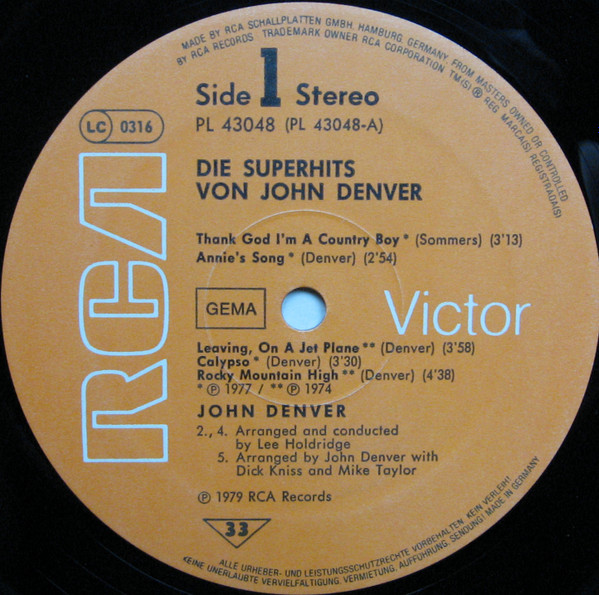 MADE BY RCA SCHALLPLATTEN GMBH, HAMBURG, GERMANY, FROM MASTERS OWNED OR CONTROLLED
BY RCA RECORDS TRADEMARK OWNER RCA CORPORATION TM(S) ® REG MARCA(S) REGISTRADA(S)
Side 1 Stereo
PL 43048 (PL 43048-A)
LC 0316
DIE SUPERHITS
VON JOHN DENVER
Thank God I'm A Country Boy * (Sommers) (3'13)
Annie's Song * (Denver) (2'54)
RCA
GEMA
Victor
Leaving, On A Jet Plane ** (Denver) (3'58)
Calypso * (Denver) (3'30)
Rocky Mountain High ** (Denver) (4'38)
* ℗ 1977 / ** ℗ 1974
JOHN DENVER
2., 4. Arranged and conducted
by Lee Holdridge
5. Arranged by John Denver with
Dick Kniss and Mike Taylor
℗ 1979 RCA Records
33
ALLE URHEBER- UND LEISTUNGSSCHUTZRECHTE VORBEHALTEN. KEIN VERLEIH!
KEINE UNERLAUBTE VERVIELFÄLTIGUNG, VERMIETUNG, AUFFÜHRUNG, SENDUNG! MADE IN GERMANY